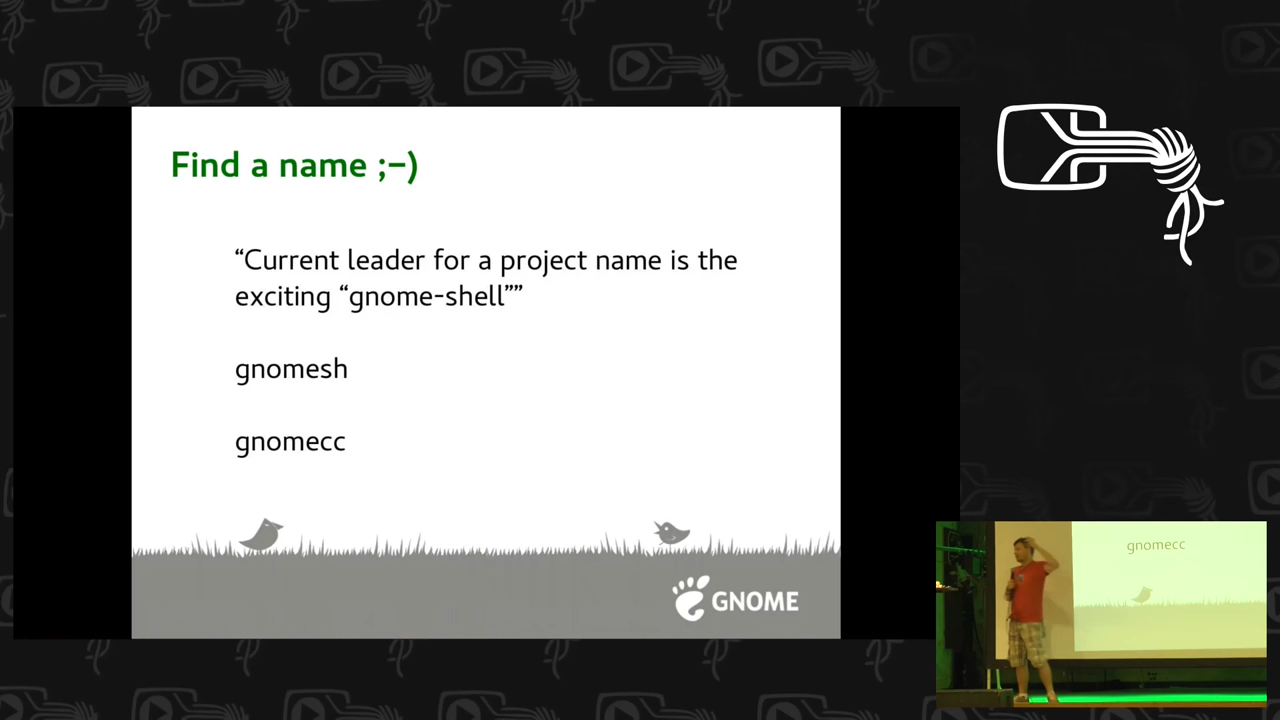 Find a name ;-)
“Current leader for a project name is the
exciting “gnome-shell””
gnomesh
gnomecc
GNOME
gnomecc